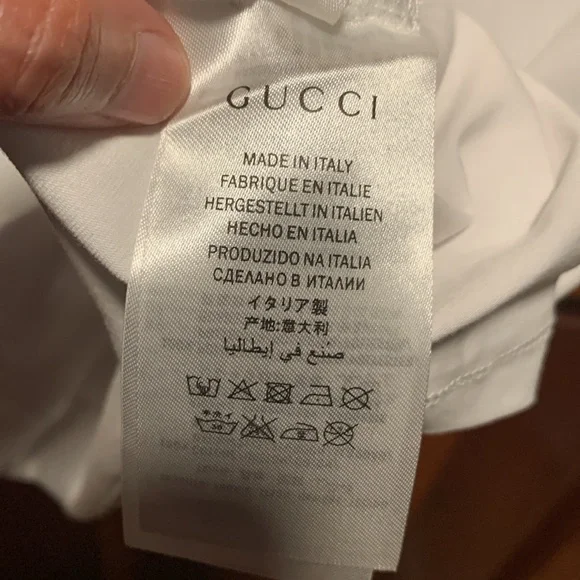 GUCCI
MADE IN ITALY
FABRIQUE EN ITALIE
HERGESTELLT IN ITALIEN
HECHO EN ITALIA
PRODUZIDO NA ITALIA
СДЕЛАНО В ИТАЛИИ
イタリア製
产地:意大利
صنع في إيطاليا